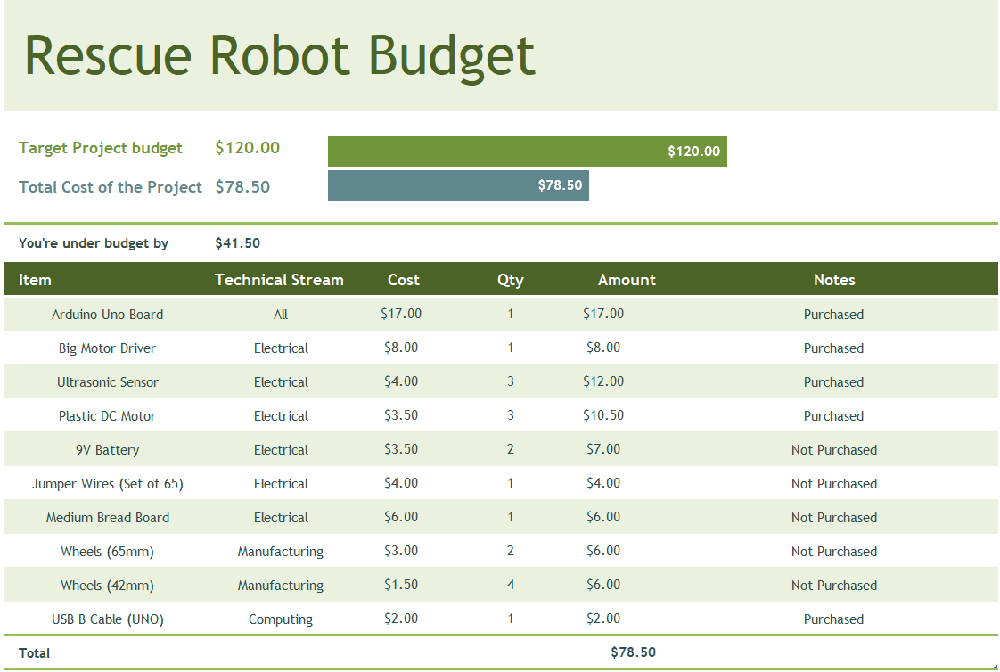 Rescue Robot Budget
Target Project budget $120.00 $120.00
Total Cost of the Project $78.50 $78.50
You're under budget by $41.50
Item Technical Stream Cost Qty Amount Notes
Arduino Uno Board All $17.00 1 $17.00 Purchased
Big Motor Driver Electrical $8.00 1 $8.00 Purchased
Ultrasonic Sensor Electrical $4.00 3 $12.00 Purchased
Plastic DC Motor Electrical $3.50 3 $10.50 Purchased
9V Battery Electrical $3.50 2 $7.00 Not Purchased
Jumper Wires (Set of 65) Electrical $4.00 1 $4.00 Not Purchased
Medium Bread Board Electrical $6.00 1 $6.00 Not Purchased
Wheels (65mm) Manufacturing $3.00 2 $6.00 Not Purchased
Wheels (42mm) Manufacturing $1.50 4 $6.00 Not Purchased
USB B Cable (UNO) Computing $2.00 1 $2.00 Purchased
Total $78.50